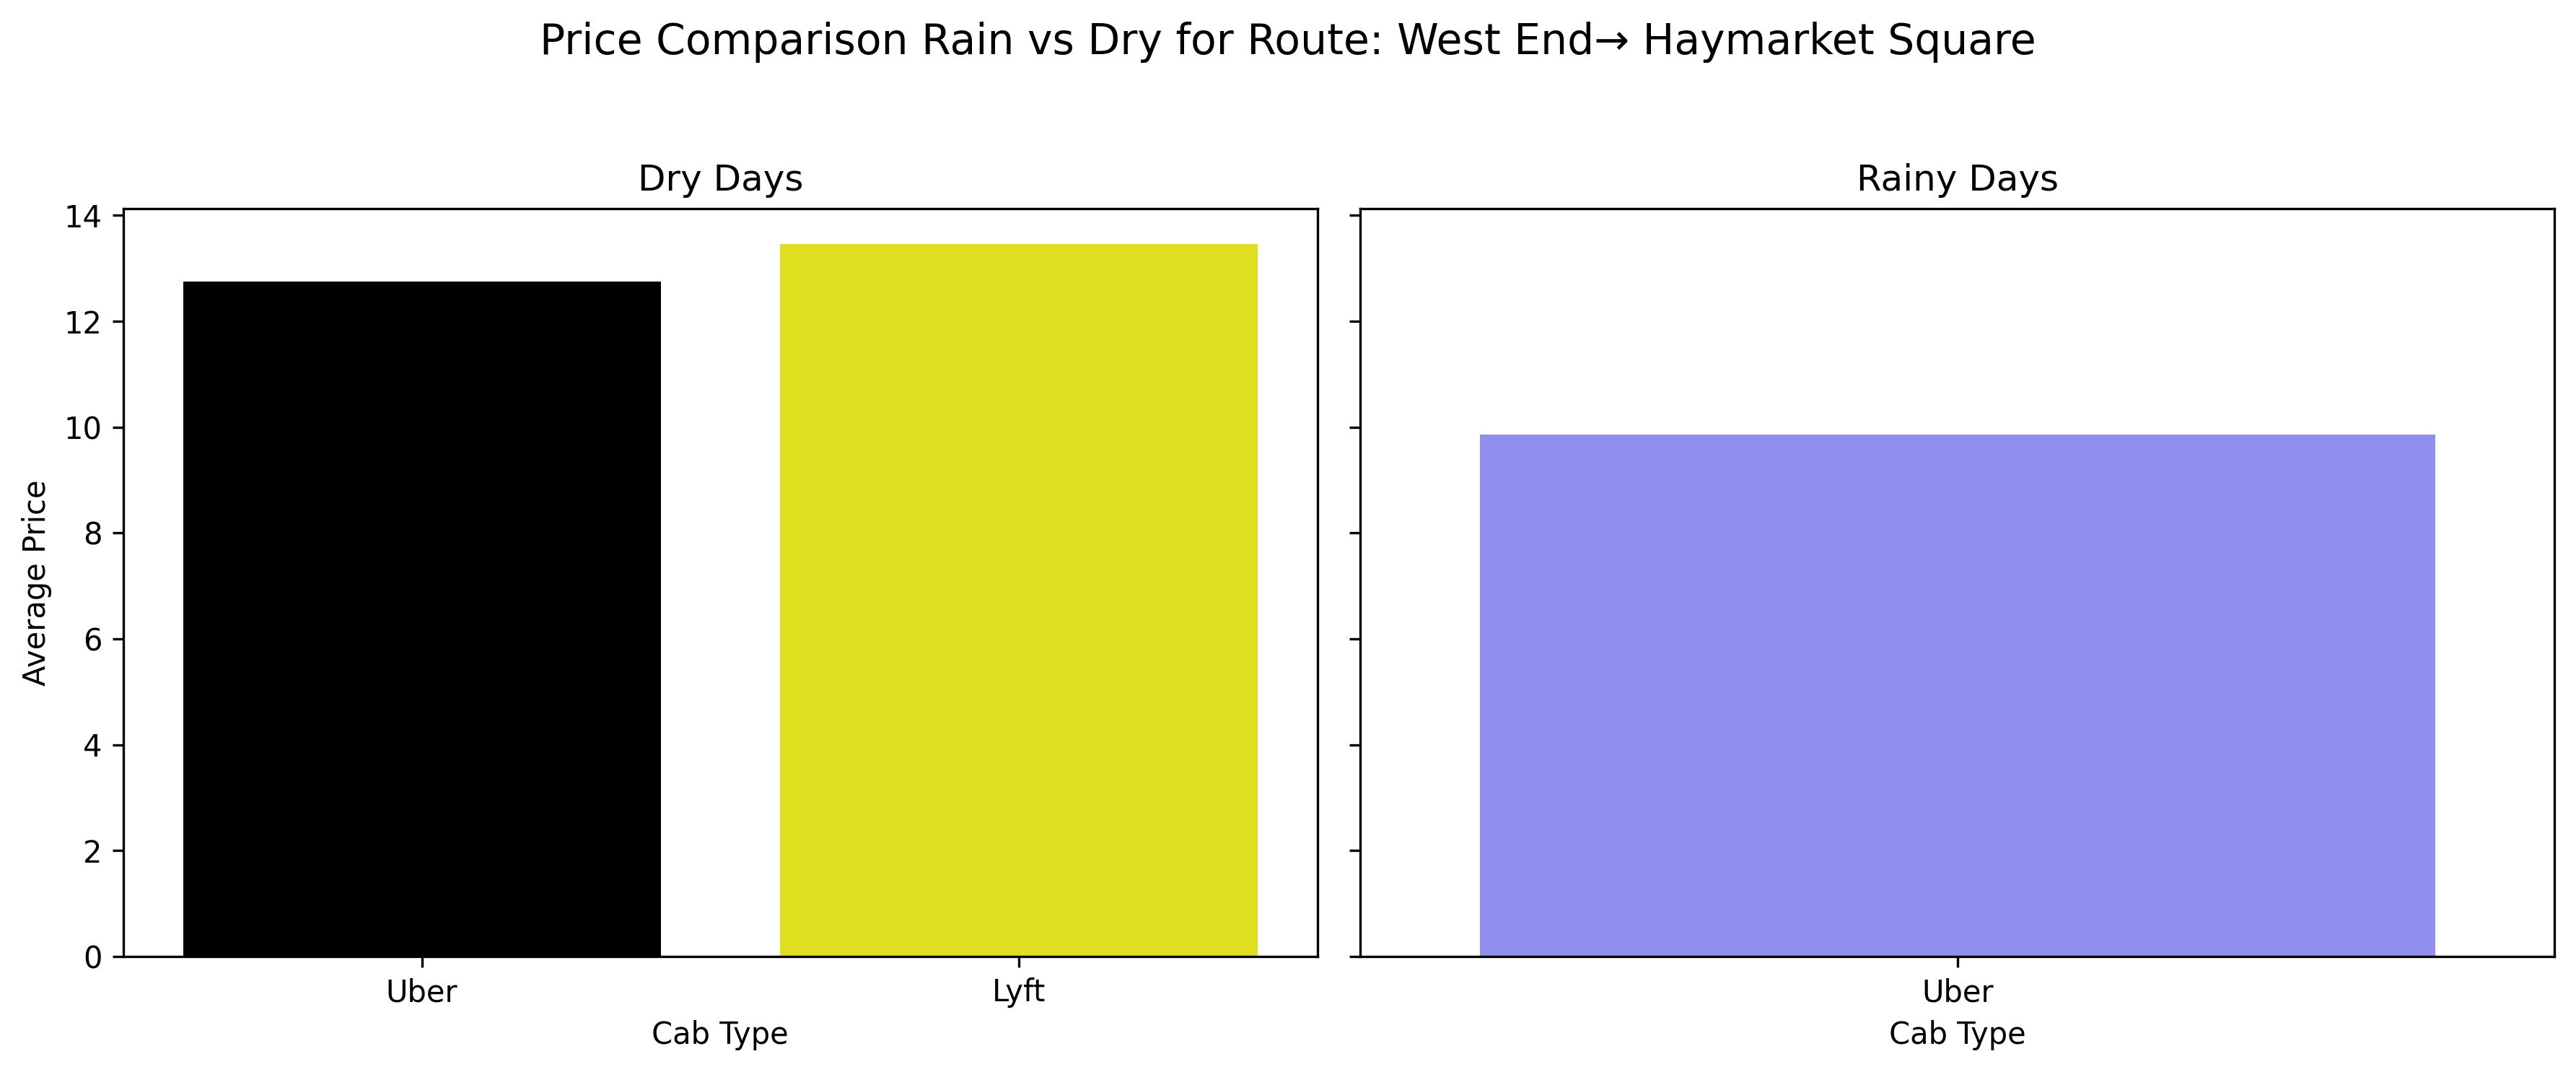 Price Comparison Rain vs Dry for Route: West End→ Haymarket Square
Dry Days
Average Price
14
12
10
8
6
4
2
0
Uber
Lyft
Cab Type
Rainy Days
Uber
Cab Type